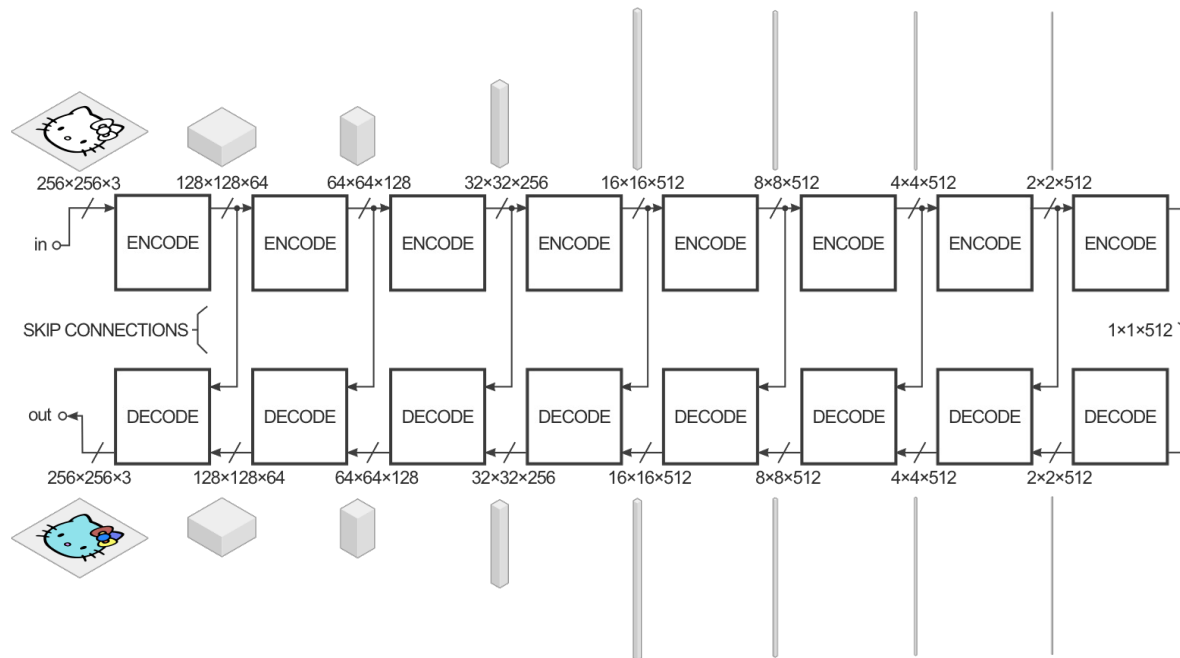 256×256×3
128×128×64
64×64×128
32×32×256
16×16×512
8×8×512
4×4×512
2×2×512
in
ENCODE
ENCODE
ENCODE
ENCODE
ENCODE
ENCODE
ENCODE
ENCODE
SKIP CONNECTIONS
1×1×512
out
DECODE
DECODE
DECODE
DECODE
DECODE
DECODE
DECODE
DECODE
256×256×3
128×128×64
64×64×128
32×32×256
16×16×512
8×8×512
4×4×512
2×2×512